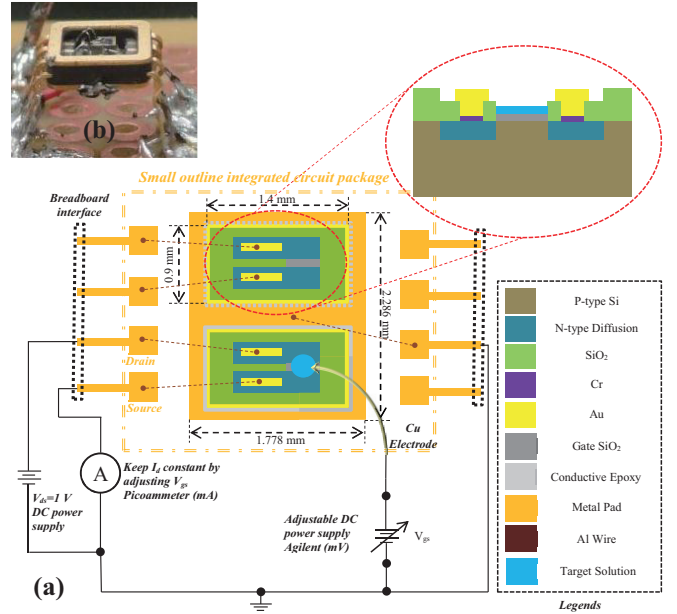 (b)
Small outline integrated circuit package
Breadboard
interface
1.4 mm
0.9 mm
2.286 mm
Drain
Source
1.778 mm
Cu
Electrode
A
Keep Id constant by
adjusting Vgs
Picoammeter (mA)
Vds=1 V
DC power
supply
Adjustable DC
power supply
Agilent (mV)
Vgs
(a)
P-type Si
N-type Diffusion
SiO₂
Cr
Au
Gate SiO₂
Conductive Epoxy
Metal Pad
Al Wire
Target Solution
Legends